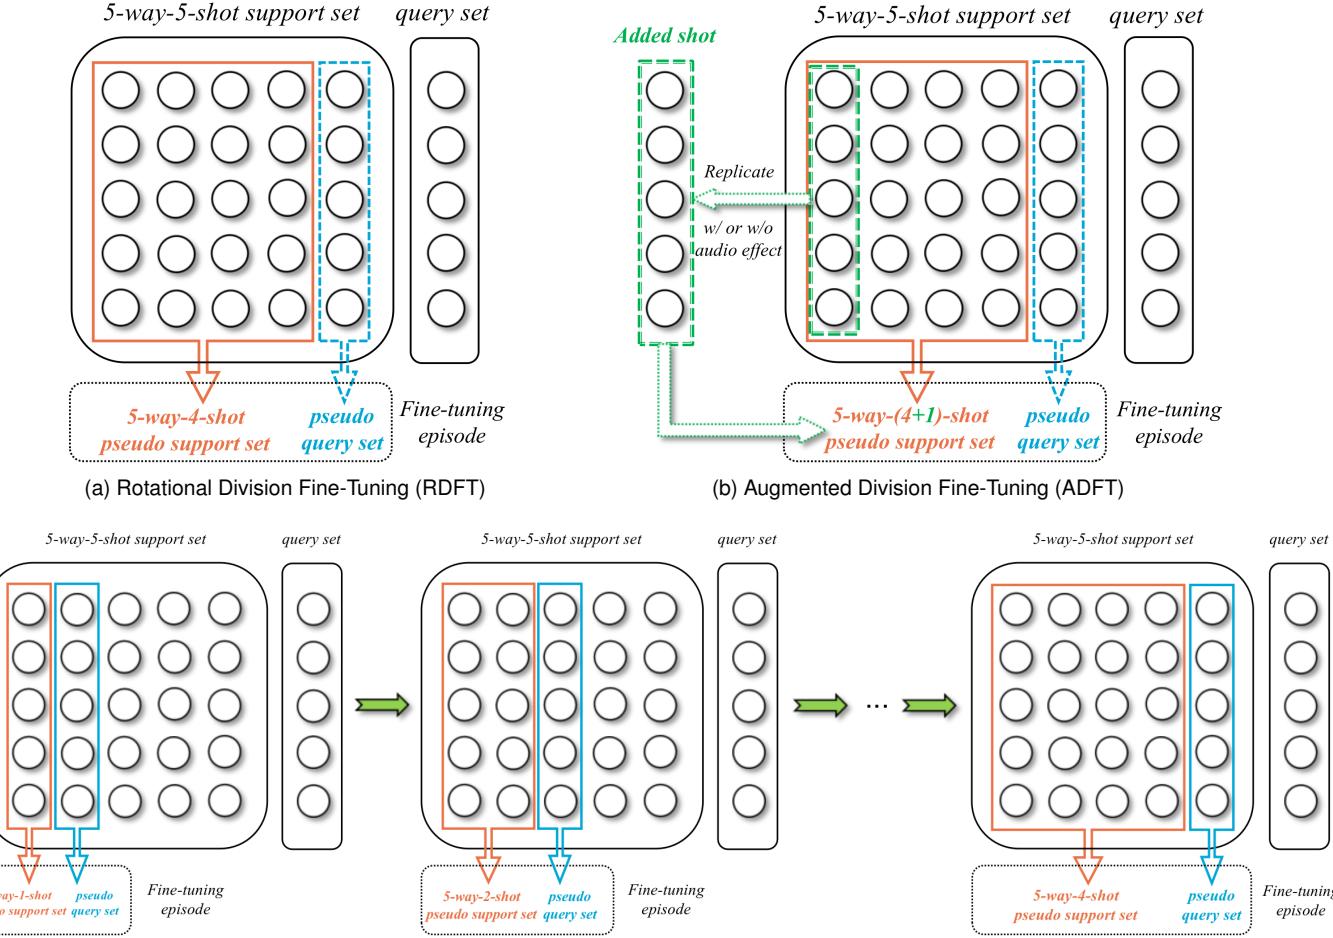 5-way-5-shot support set
query set
5-way-4-shot
pseudo support set
pseudo
query set
Fine-tuning
episode
(a) Rotational Division Fine-Tuning (RDFT)
Added shot
5-way-5-shot support set
query set
Replicate
w/ or w/o
audio effect
5-way-(4+1)-shot
pseudo support set
pseudo
query set
Fine-tuning
episode
(b) Augmented Division Fine-Tuning (ADFT)
5-way-5-shot support set
query set
way-1-shot
support set
pseudo
query set
Fine-tuning
episode
5-way-5-shot support set
query set
5-way-2-shot
pseudo support set
pseudo
query set
Fine-tuning
episode
...
5-way-5-shot support set
query set
5-way-4-shot
pseudo support set
pseudo
query set
Fine-tuning
episode